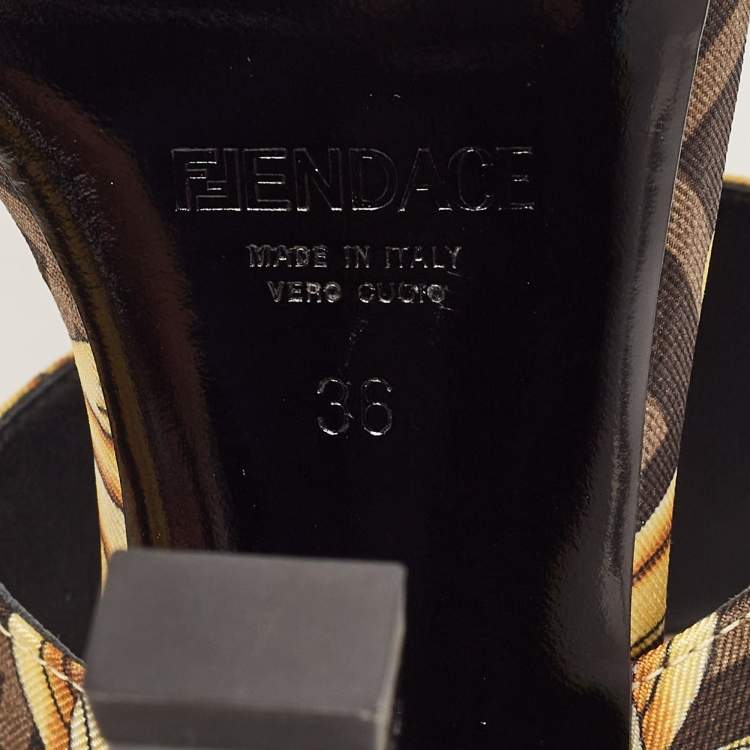 FENDACE
MADE IN ITALY
VERO CUOIO
36